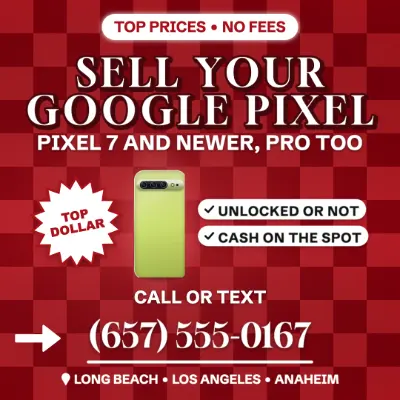 TOP PRICES • NO FEES
SELL YOUR
GOOGLE PIXEL
PIXEL 7 AND NEWER, PRO TOO
TOP
DOLLAR
✓ UNLOCKED OR NOT
✓ CASH ON THE SPOT
CALL OR TEXT
(657) 555-0167
LONG BEACH • LOS ANGELES • ANAHEIM